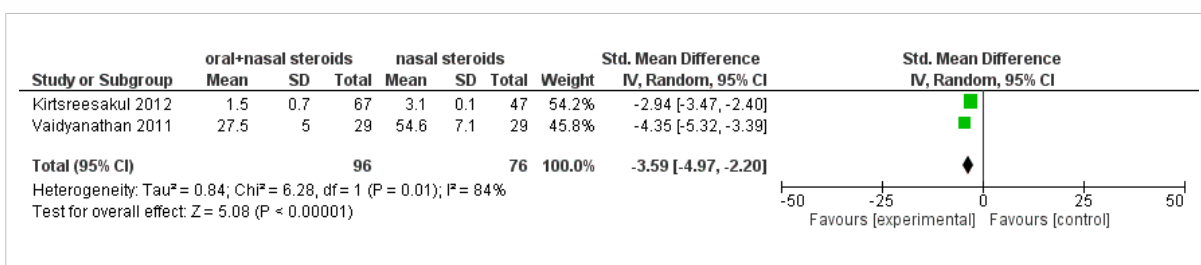 oral+nasal steroids nasal steroids Std. Mean Difference Std. Mean Difference
Study or Subgroup Mean SD Total Mean SD Total Weight IV, Random, 95% CI IV, Random, 95% CI
Kirtsreesakul 2012 1.5 0.7 67 3.1 0.1 47 54.2% -2.94 [-3.47, -2.40]
Vaidyanathan 2011 27.5 5 29 54.6 7.1 29 45.8% -4.35 [-5.32, -3.39]
Total (95% CI) 96 76 100.0% -3.59 [-4.97, -2.20]
Heterogeneity: Tau² = 0.84; Chi² = 6.28, df = 1 (P = 0.01); I² = 84%
Test for overall effect: Z = 5.08 (P < 0.00001)
-50 -25 0 25 50
Favours [experimental] Favours [control]